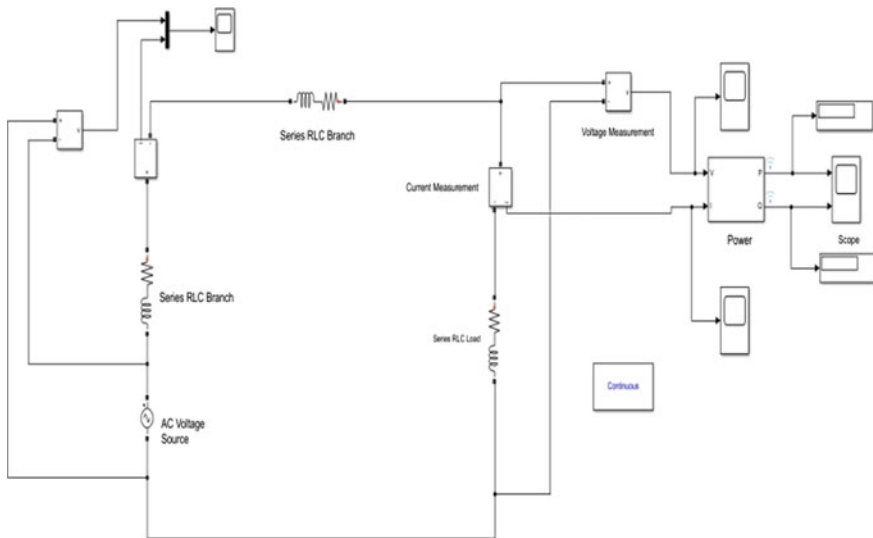 Series RLC Branch
Voltage Measurement
Current Measurement
V
I
P
Q
Power
Scope
Series RLC Branch
Series RLC Load
Continuous
AC Voltage
Source